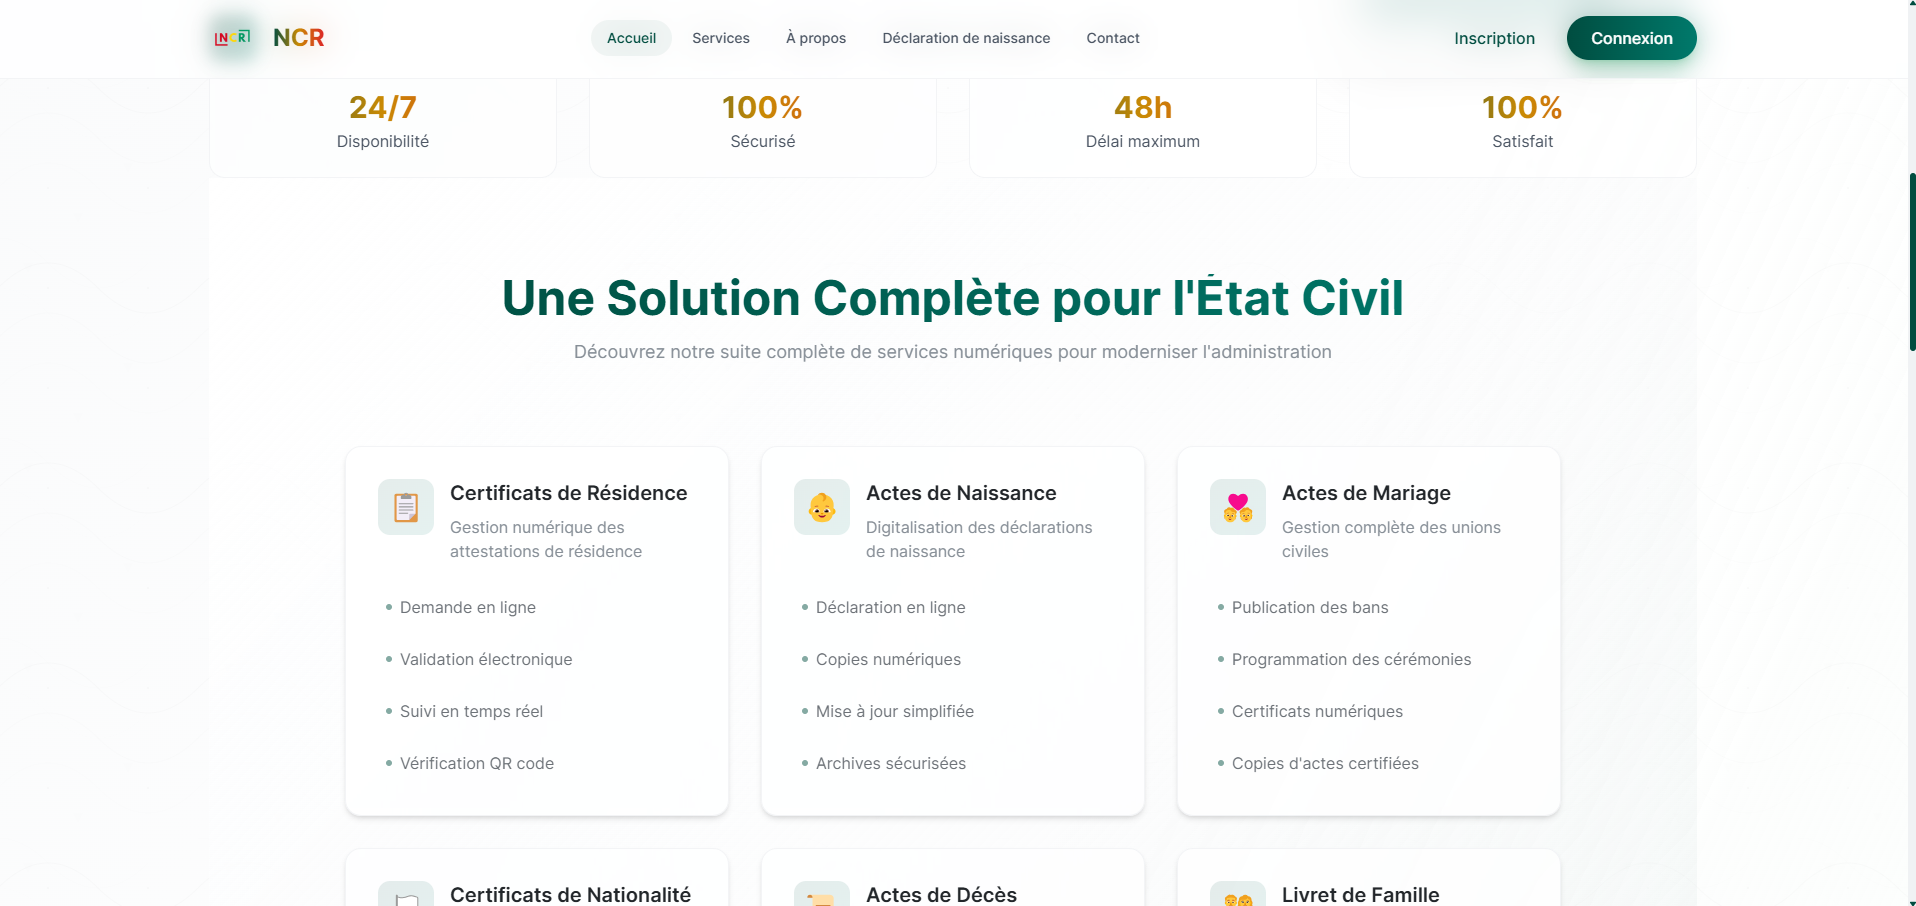 NCR NCR Accueil Services À propos Déclaration de naissance Contact Inscription Connexion
24/7 100% 48h 100%
Disponibilité Sécurisé Délai maximum Satisfait
Une Solution Complète pour l'État Civil
Découvrez notre suite complète de services numériques pour moderniser l'administration
Certificats de Résidence
Gestion numérique des
attestations de résidence
Demande en ligne
Validation électronique
Suivi en temps réel
Vérification QR code
Actes de Naissance
Digitalisation des déclarations
de naissance
Déclaration en ligne
Copies numériques
Mise à jour simplifiée
Archives sécurisées
Actes de Mariage
Gestion complète des unions
civiles
Publication des bans
Programmation des cérémonies
Certificats numériques
Copies d'actes certifiées
Certificats de Nationalité
Actes de Décès
Livret de Famille